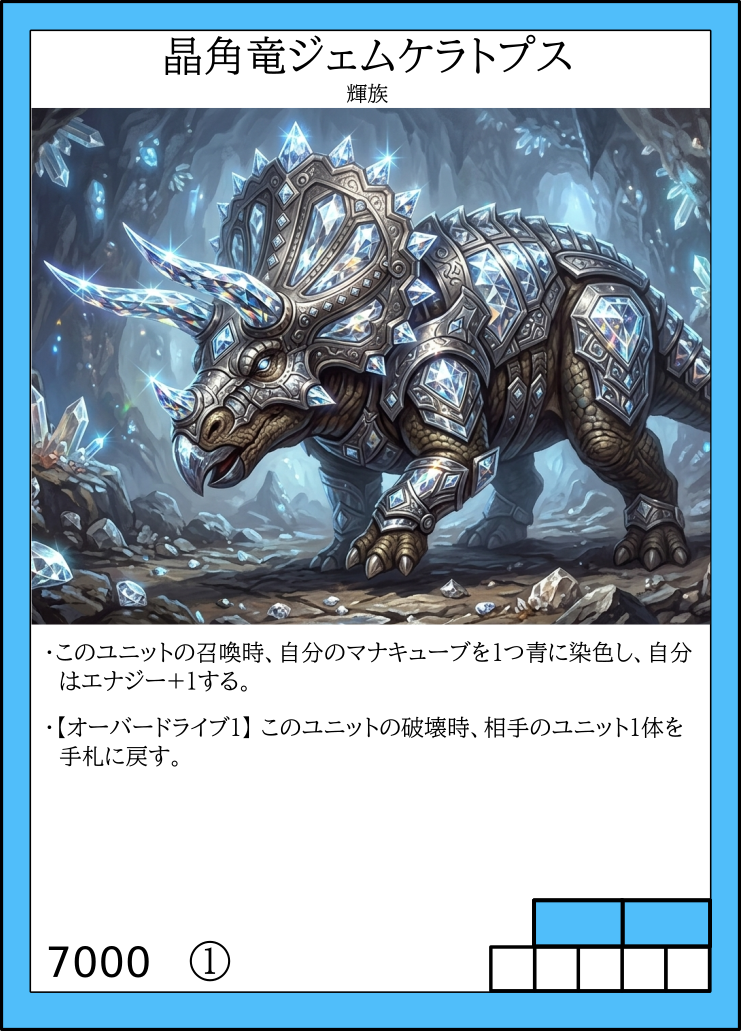 晶角竜ジェムケラトプス
輝族
・このユニットの召喚時、自分のマナキューブを1つ青に染色し、自分
はエナジー＋1する。
・【オーバードライブ1】 このユニットの破壊時、相手のユニット1体を
手札に戻す。
7000 ①